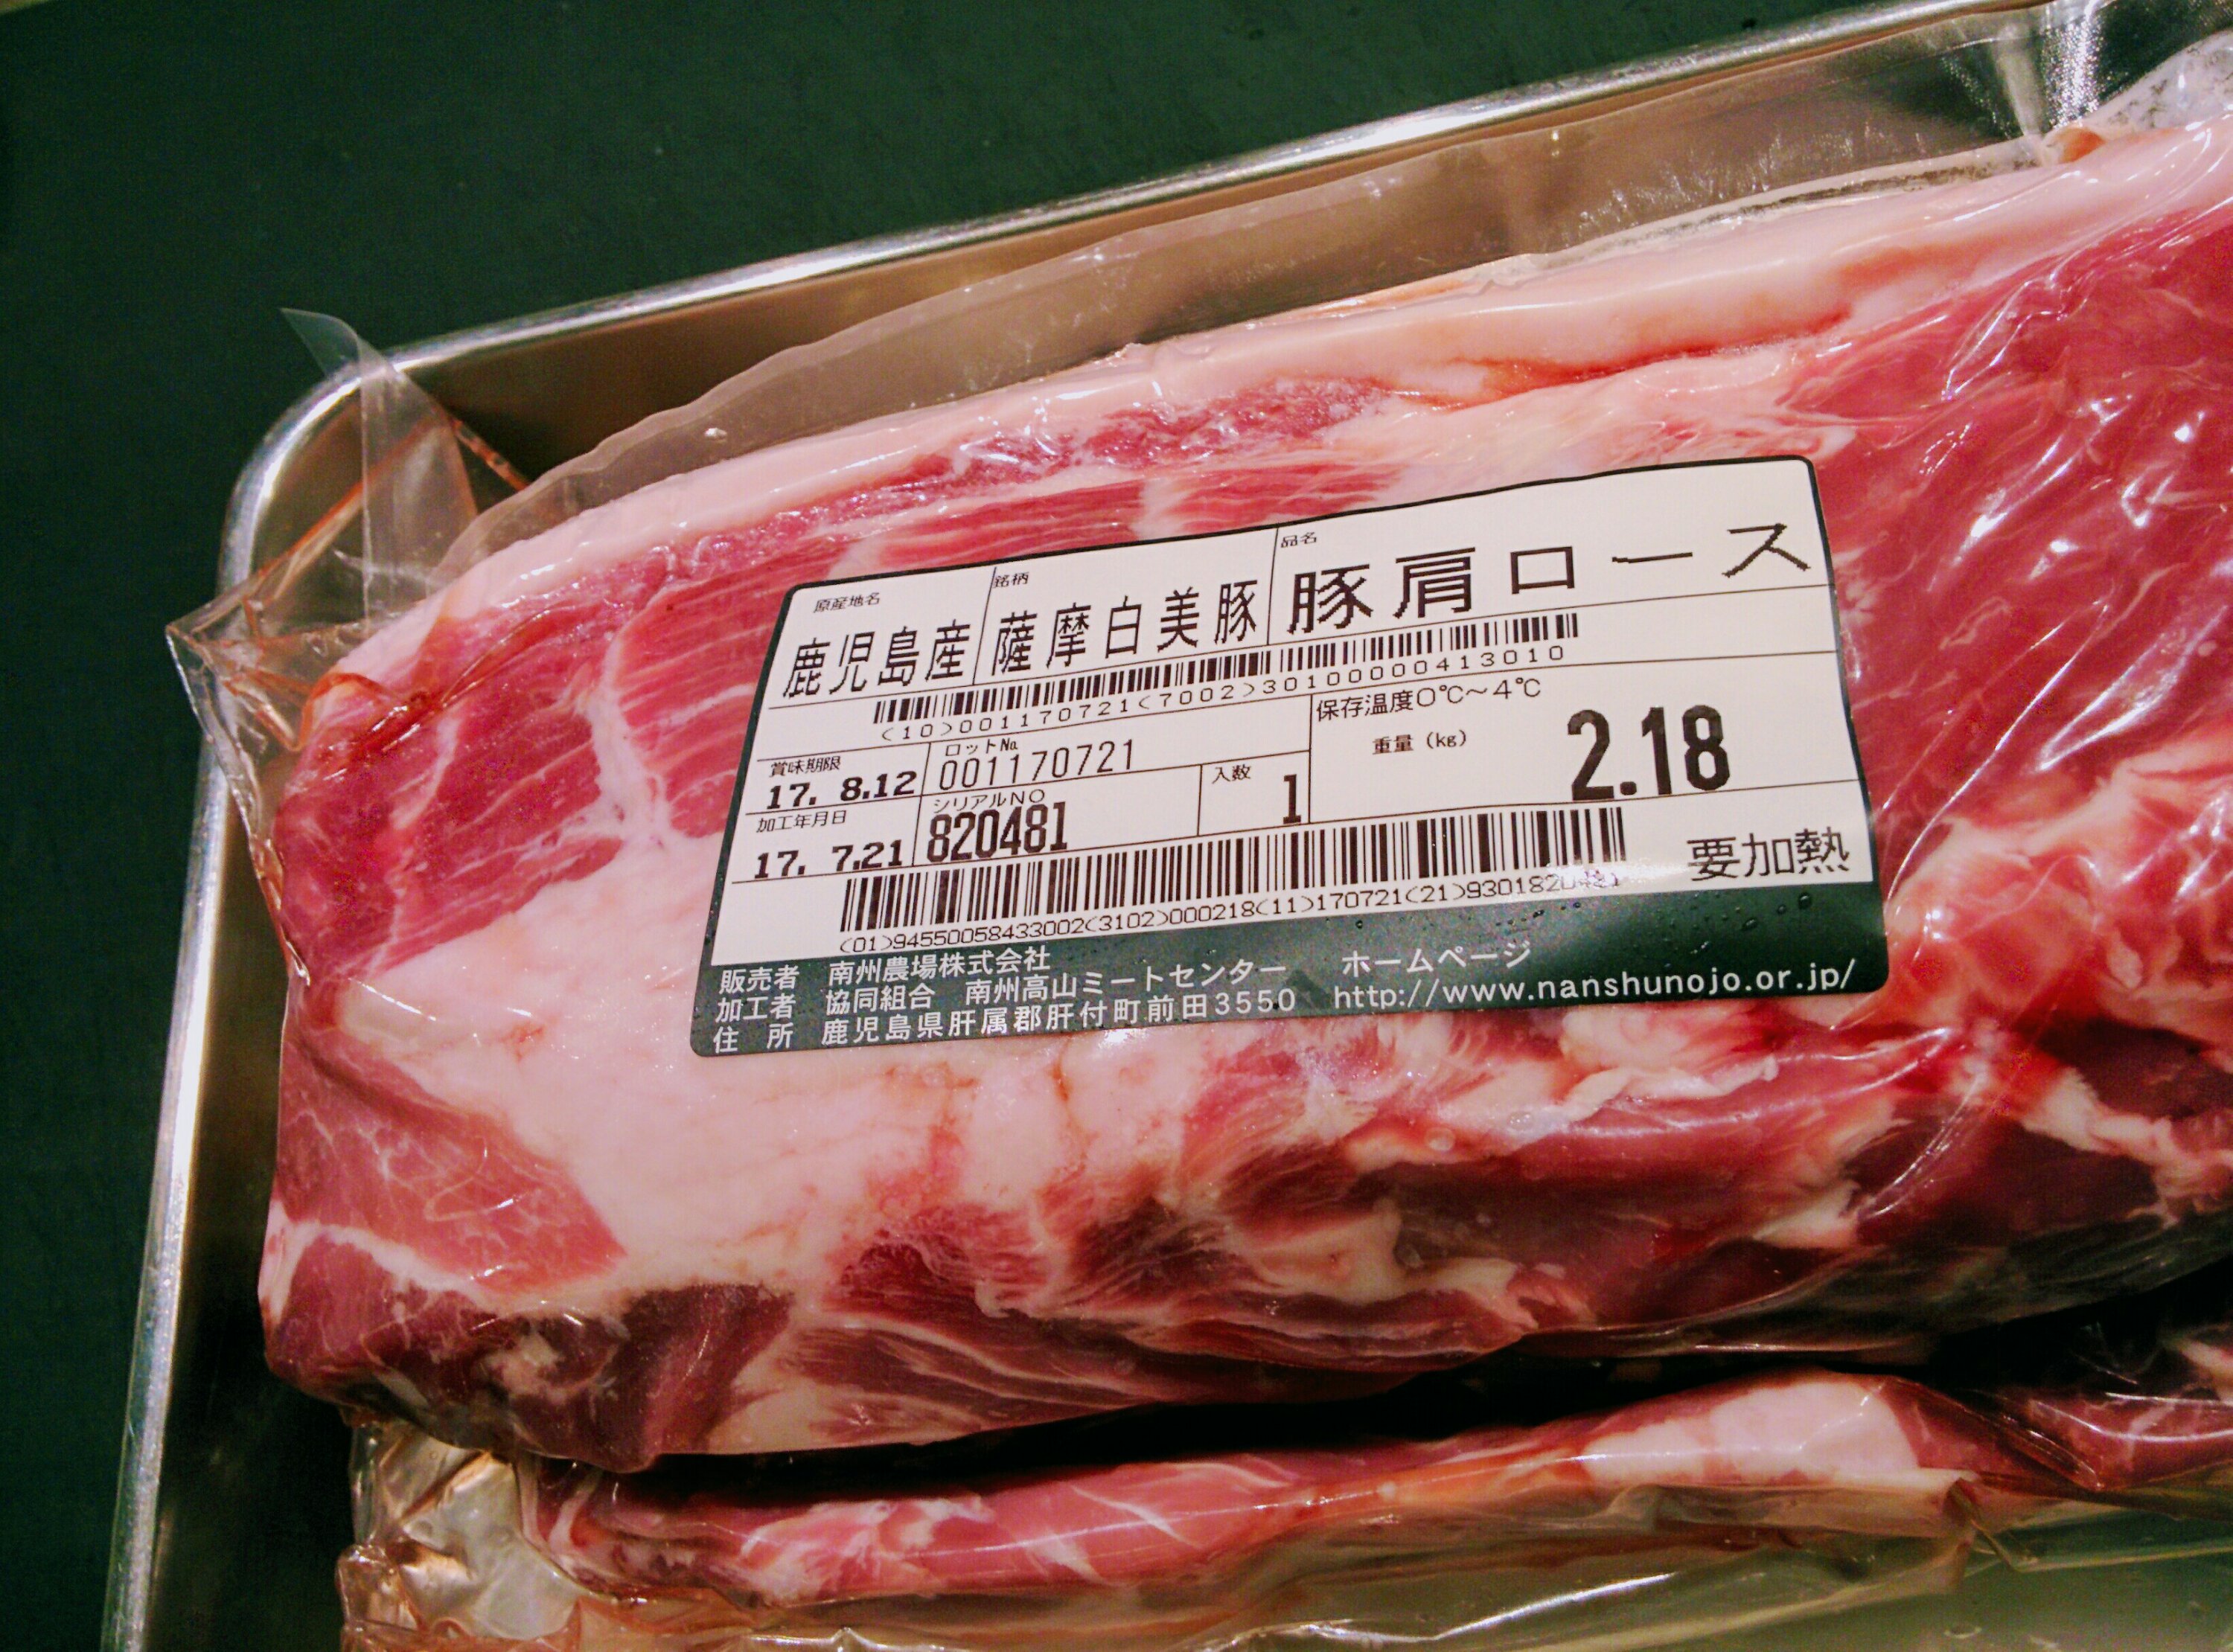 原産地名 銘柄 品名
鹿児島産 薩摩白美豚 豚肩ロース
(10)001170721(7002)3010000041​3010
賞味期限 ロット№ 保存温度0℃～4℃
17. 8.12 001170721 重量 (kg) 2.18
加工年月日 シリアルNO 入数
17. 7.21 820481 1
要加熱
(01)94550058433002(3102)000218(11)170721(21)9301820481
販売者 南州農場株式会社 ホームページ
加工者 協同組合 南州高山ミートセンター http://www.nanshunojo.or.jp/
住 所 鹿児島県肝属郡肝付町前田3550